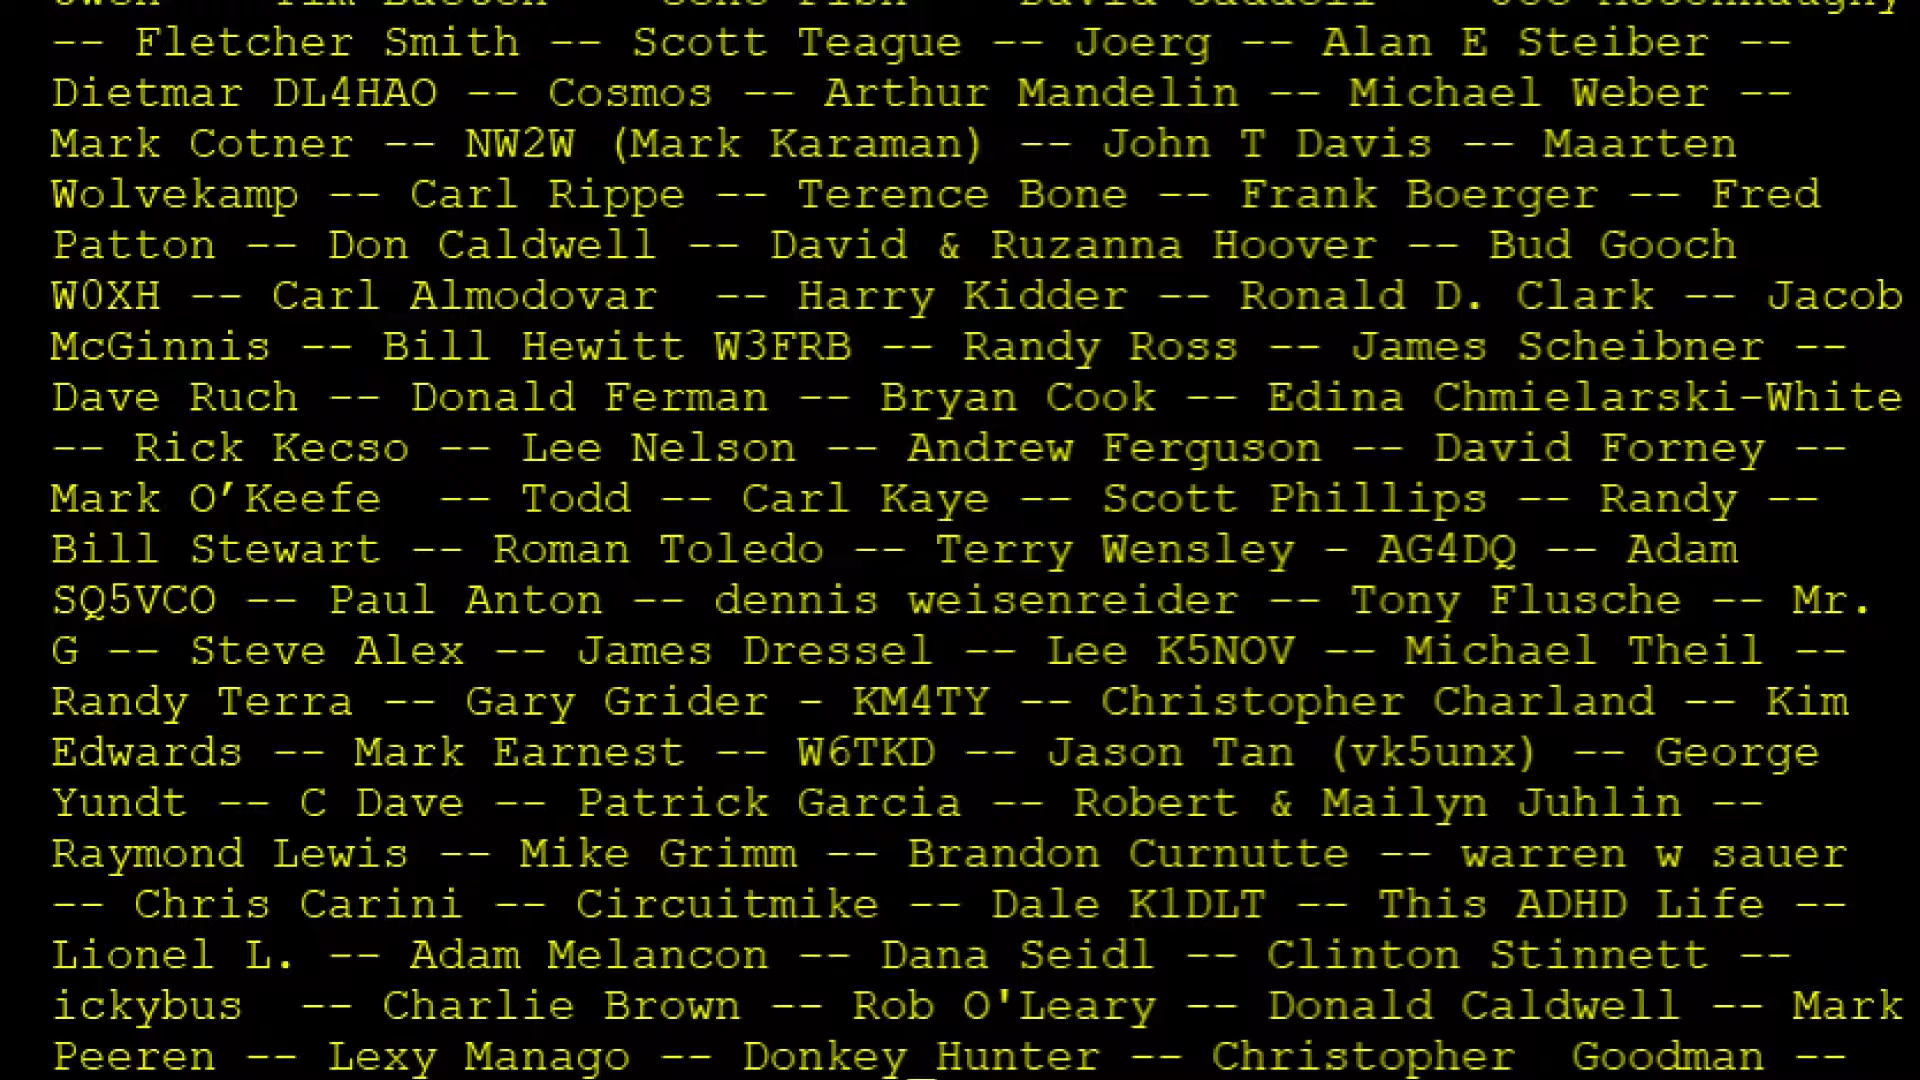 -- Fletcher Smith -- Scott Teague -- Joerg -- Alan E Steiber --
Dietmar DL4HAO -- Cosmos -- Arthur Mandelin -- Michael Weber --
Mark Cotner -- NW2W (Mark Karaman) -- John T Davis -- Maarten
Wolvekamp -- Carl Rippe -- Terence Bone -- Frank Boerger -- Fred
Patton -- Don Caldwell -- David & Ruzanna Hoover -- Bud Gooch
W0XH -- Carl Almodovar  -- Harry Kidder -- Ronald D. Clark -- Jacob
McGinnis -- Bill Hewitt W3FRB -- Randy Ross -- James Scheibner --
Dave Ruch -- Donald Ferman -- Bryan Cook -- Edina Chmielarski-White
-- Rick Kecso -- Lee Nelson -- Andrew Ferguson -- David Forney --
Mark O’Keefe  -- Todd -- Carl Kaye -- Scott Phillips -- Randy --
Bill Stewart -- Roman Toledo -- Terry Wensley - AG4DQ -- Adam
SQ5VCO -- Paul Anton -- dennis weisenreider -- Tony Flusche -- Mr.
G -- Steve Alex -- James Dressel -- Lee K5NOV -- Michael Theil --
Randy Terra -- Gary Grider - KM4TY -- Christopher Charland -- Kim
Edwards -- Mark Earnest -- W6TKD -- Jason Tan (vk5unx) -- George
Yundt -- C Dave -- Patrick Garcia -- Robert & Mailyn Juhlin --
Raymond Lewis -- Mike Grimm -- Brandon Curnutte -- warren w sauer
-- Chris Carini -- Circuitmike -- Dale K1DLT -- This ADHD Life --
Lionel L. -- Adam Melancon -- Dana Seidl -- Clinton Stinnett --
ickybus  -- Charlie Brown -- Rob O'Leary -- Donald Caldwell -- Mark
Peeren -- Lexy Manago -- Donkey_Hunter -- Christopher  Goodman --